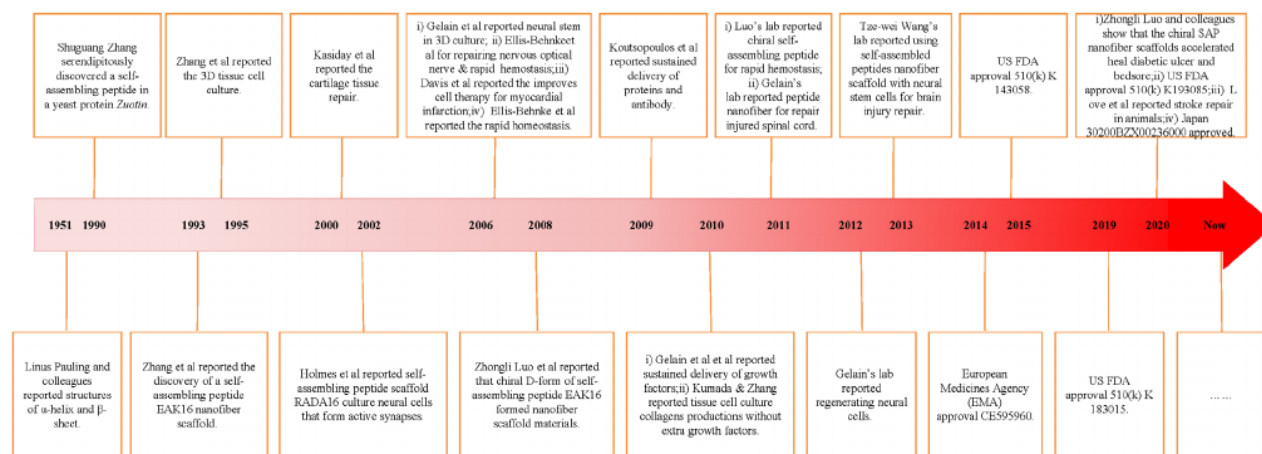 Shuguang Zhang
serendipitously
discovered a self-
assembling peptide
in a yeast protein Zuotin.
Zhang et al reported
the 3D tissue cell
culture.
Kasiday et al
reported the
cartilage tissue
repair.
i) Gelain et al reported neural stem
in 3D culture; ii) Ellis-Behnkeet
al for repairing nervous optical
nerve & rapid hemostasis;iii)
Davis et al reported the improves
cell therapy for myocardial
infarction;iv) Ellis-Behnke et al
reported the rapid homeostasis.
Koutsopoulos et al
reported sustained
delivery of
proteins and
antibody.
i) Luo's lab reported
chiral self-
assembling peptide
for rapid hemostasis;
ii) Gelain's
lab reported peptide
nanofiber for repair
injured spinal cord.
Tze-wei Wang's
lab reported using
self-assembled
peptides nanofiber
scaffold with neural
stem cells for brain
injury repair.
US FDA
approval 510(k) K
143058.
i)Zhongli Luo and colleagues
show that the chiral SAP
nanofiber scaffolds accelerated
heal diabetic ulcer and
bedsore;ii) US FDA
approval 510(k) K193085;iii) L
ove et al reported stroke repair
in animals;iv) Japan
30200BZX00236000 approved.
1951 1990 1993 1995 2000 2002 2006 2008 2009 2010 2011 2012 2013 2014 2015 2019 2020 Now
Linus Pauling and
colleagues
reported structures
of α-helix and β-
sheet.
Zhang et al reported the
discovery of a self-
assembling peptide
EAK16 nanofiber
scaffold.
Holmes et al reported self-
assembling peptide scaffold
RADA16 culture neural cells
that form active synapses.
Zhongli Luo et al reported
that chiral D-form of self-
assembling peptide EAK16
formed nanofiber
scaffold materials.
i) Gelain et al et al reported
sustained delivery of growth
factors;ii) Kumada & Zhang
reported tissue cell culture
collagens productions without
extra growth factors.
Gelain's lab
reported
regenerating neural
cells.
European
Medicines Agency
(EMA)
approval CE595960.
US FDA
approval 510(k) K
183015.
... ...